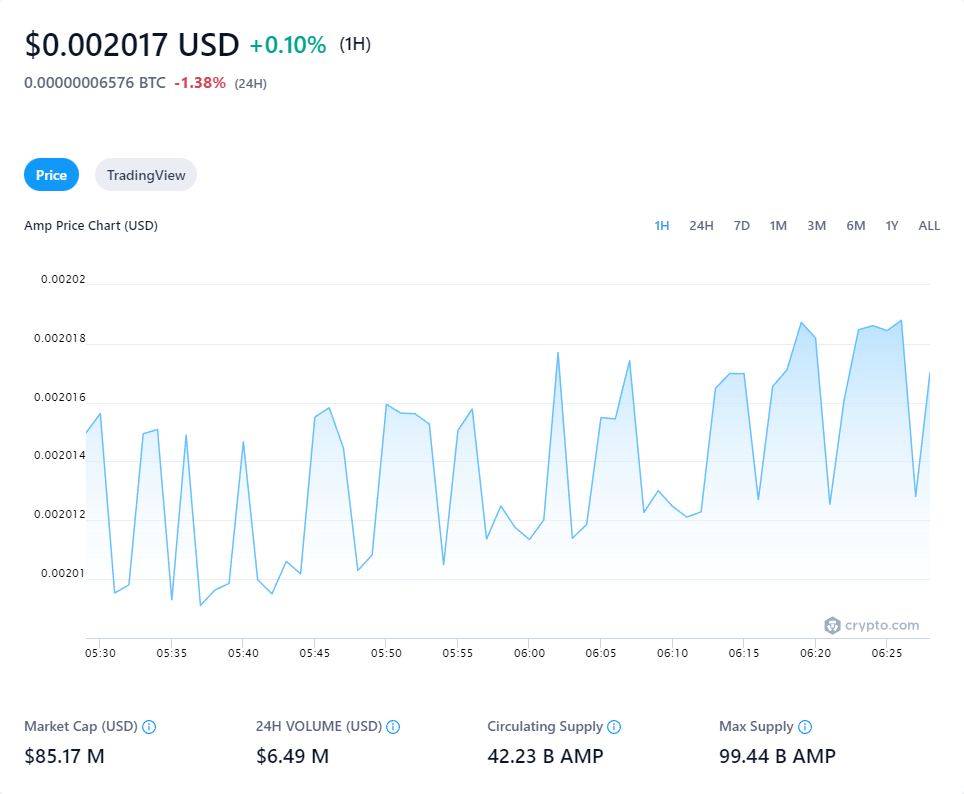 $0.002017 USD +0.10% (1H)
0.00000006576 BTC -1.38% (24H)
Price TradingView
Amp Price Chart (USD) 1H 24H 7D 1M 3M 6M 1Y ALL
0.00202
0.002018
0.002016
0.002014
0.002012
0.00201
crypto.com
05:30 05:35 05:40 05:45 05:50 05:55 06:00 06:05 06:10 06:15 06:20 06:25
Market Cap (USD) 24H VOLUME (USD) Circulating Supply Max Supply
$85.17 M $6.49 M 42.23 B AMP 99.44 B AMP